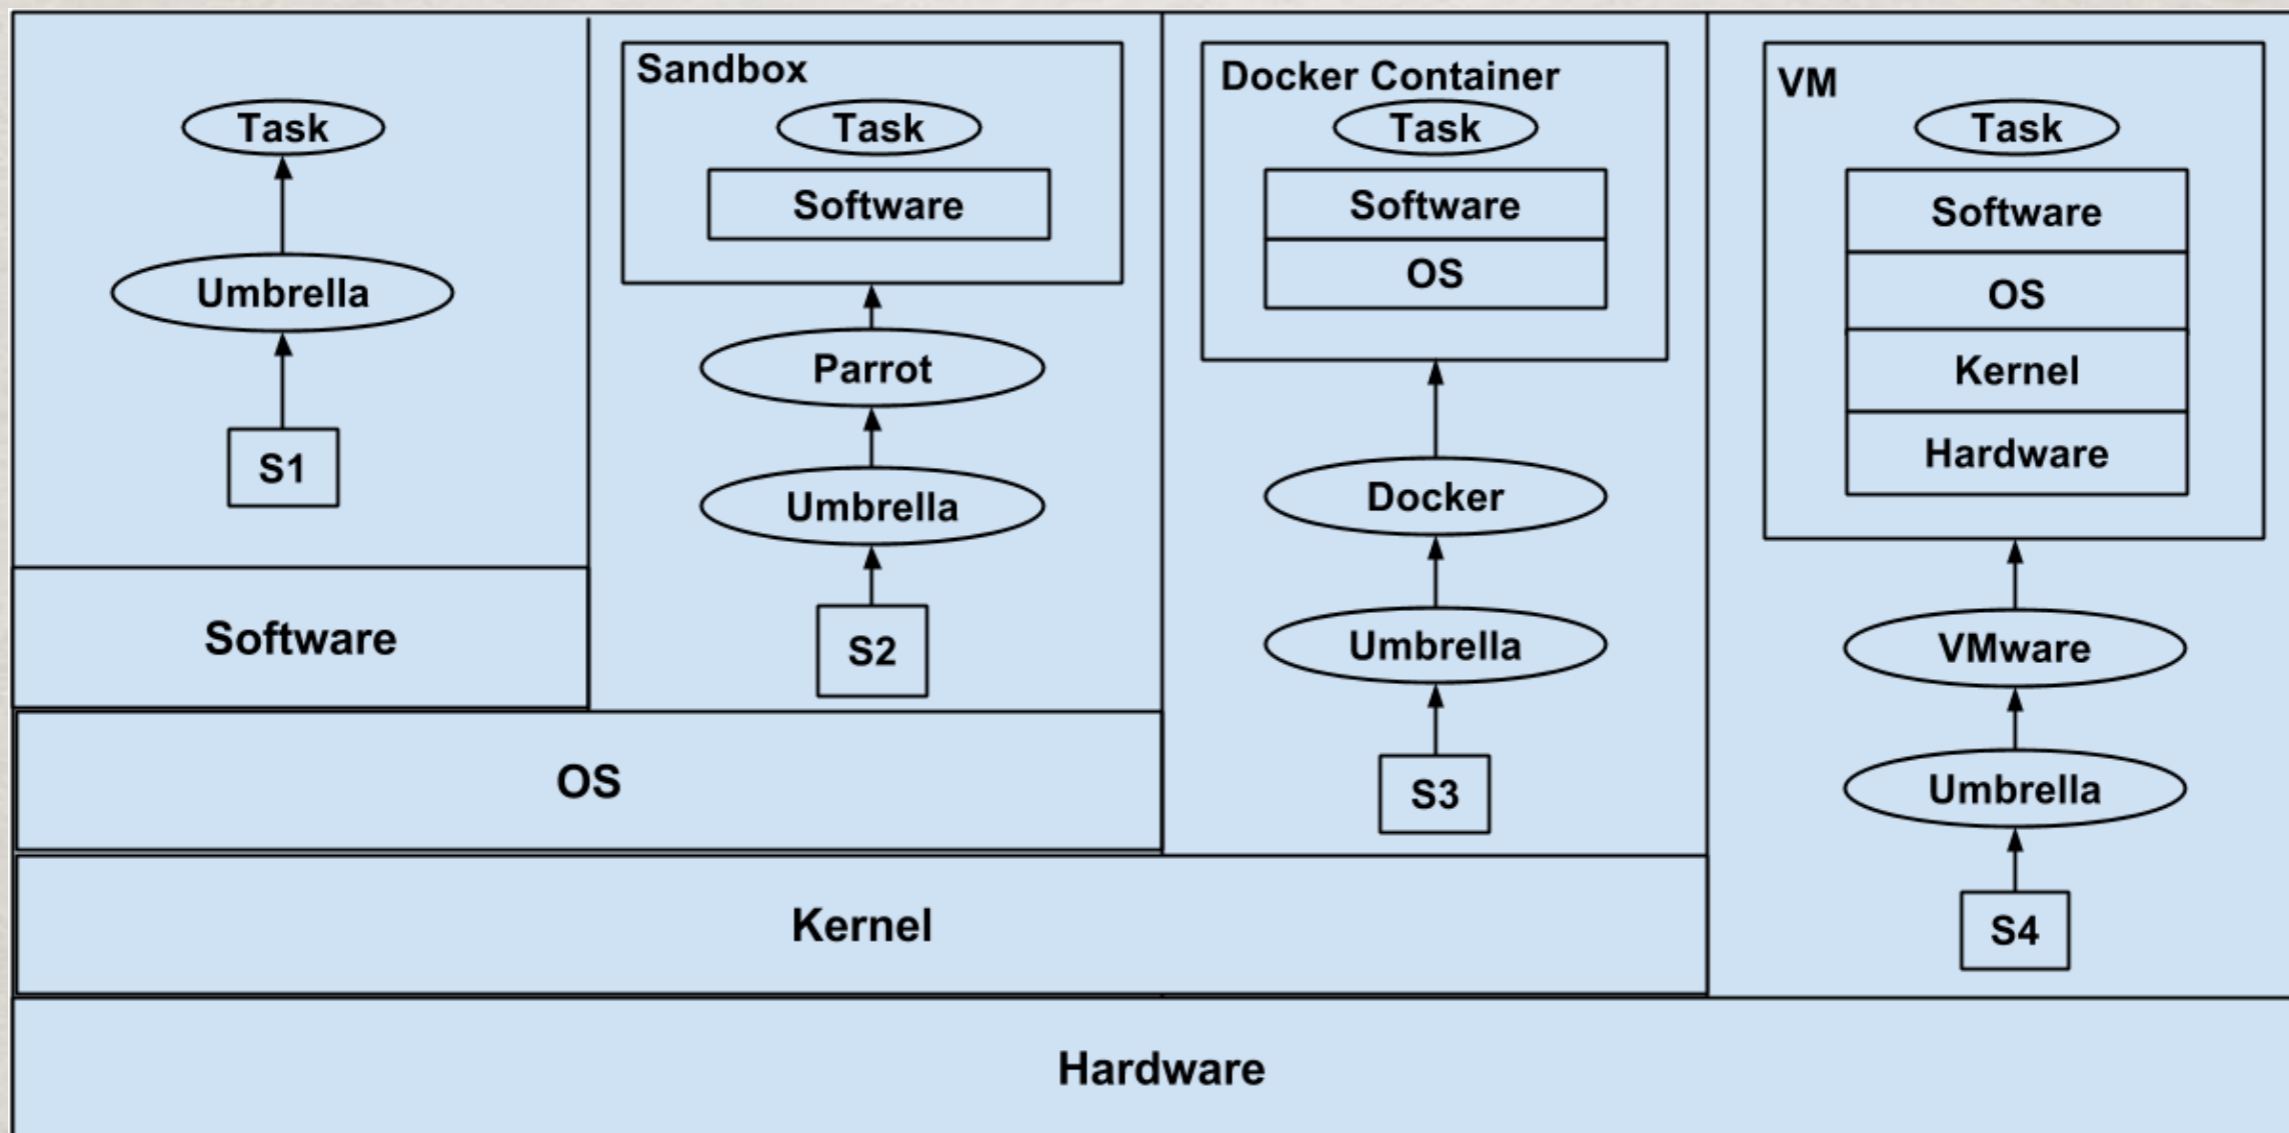 Task
Umbrella
S1
Software
Sandbox
Task
Software
Parrot
Umbrella
S2
OS
Docker Container
Task
Software
OS
Docker
Umbrella
S3
Kernel
VM
Task
Software
OS
Kernel
Hardware
VMware
Umbrella
S4
Hardware